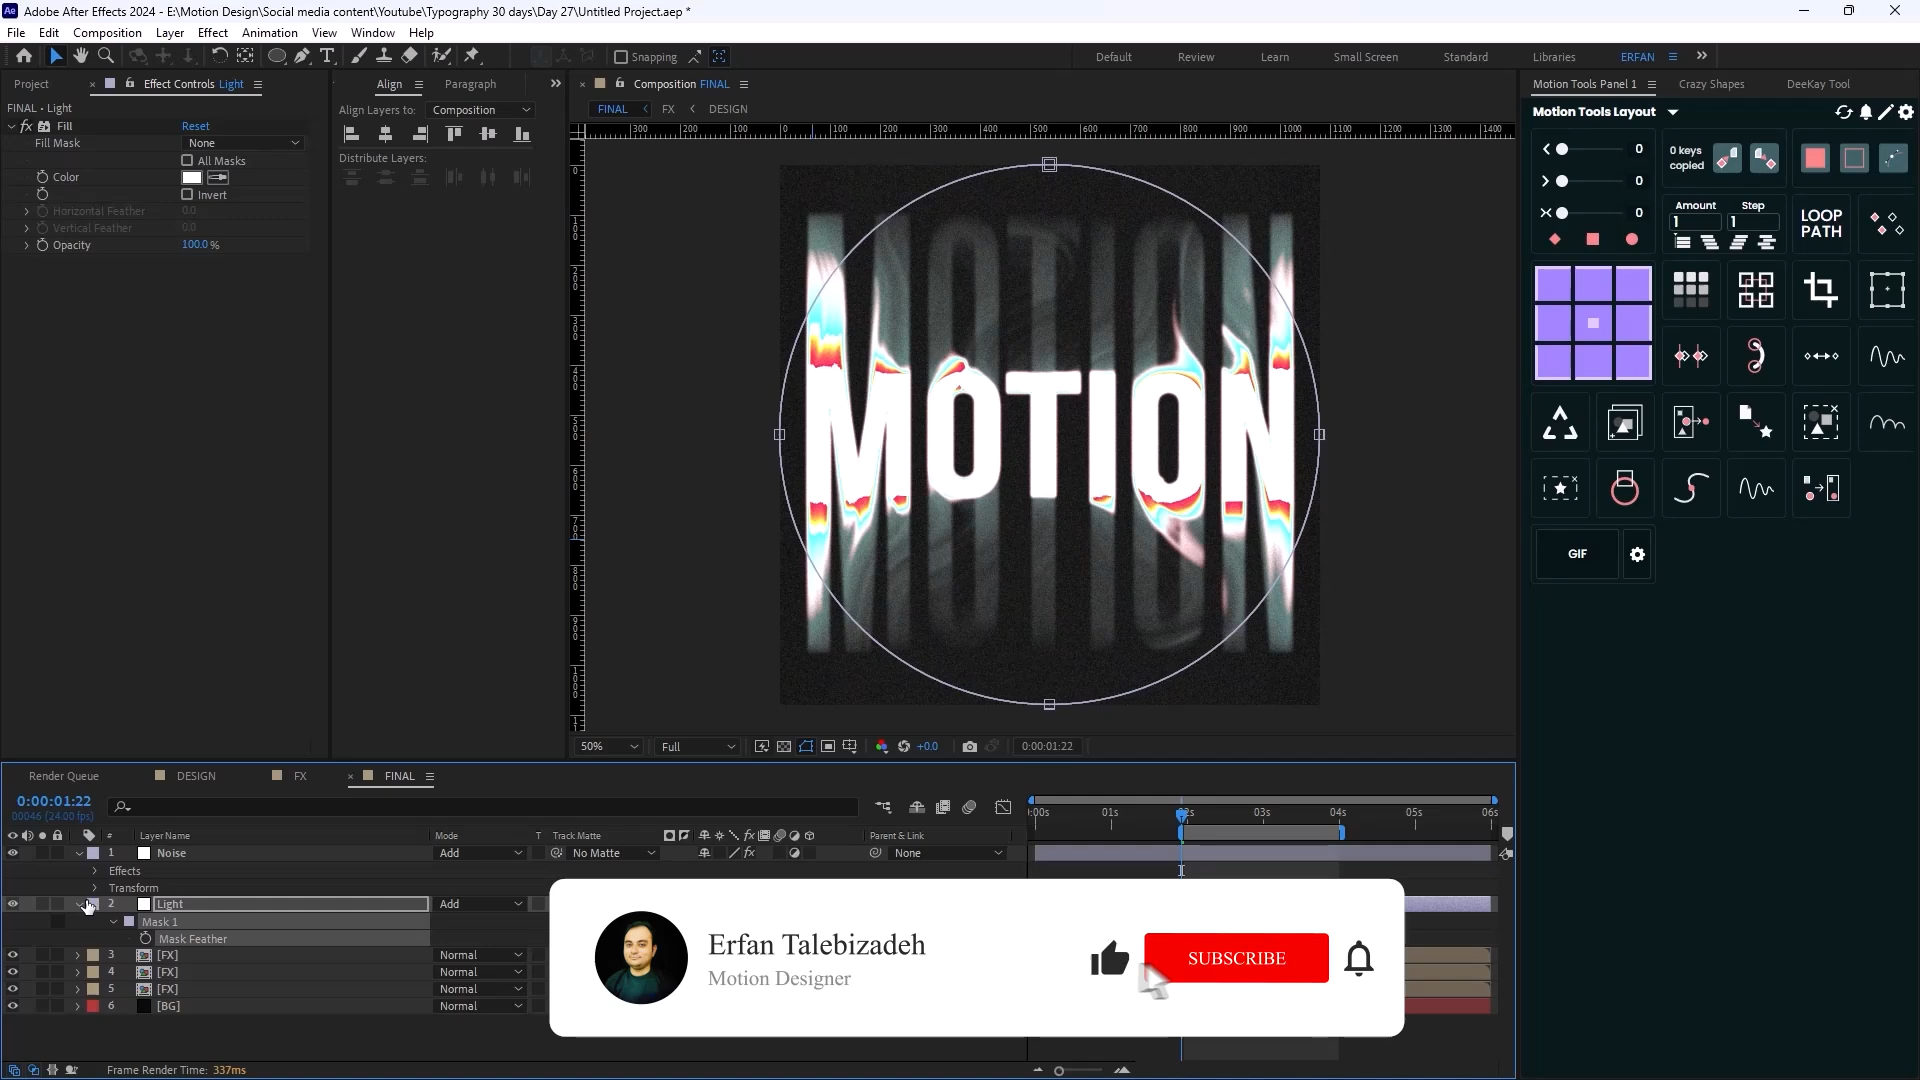 Adobe After Effects 2024 - E:\Motion Design\Social media content\Youtube\Typography 30 days\Day 27\Untitled Project.aep *
File Edit Composition Layer Effect Animation View Window Help
Snapping
Default Review Learn Small Screen Standard Libraries ERFAN
Project
Effect Controls Light
Align
Paragraph
Composition FINAL
Motion Tools Panel 1
Crazy Shapes
DeeKay Tool
FINAL • Light
Align Layers to: Composition
FINAL FX DESIGN
Motion Tools Layout
Fill Reset
Fill Mask None
All Masks
Color
Invert
Horizontal Feather 0.0
Vertical Feather 0.0
Opacity 100.0 %
Distribute Layers:
300 200 100 0 100 200 300 400 500 600 700 800 900 1000 1100 1200 1300 1400
0
0
0
0 keys copied
Amount Step
1 1
LOOP PATH
GIF
MOTION
50% Full +0.0 0:00:01:22
Render Queue DESIGN FX FINAL
0:00:01:22
00046 (24.00 fps)
:00s 01s 02s 03s 04s 05s 06s
# Layer Name Mode T Track Matte Parent & Link
1 Noise Add No Matte None
Effects
Transform
2 Light Add
Mask 1
Mask Feather
3 [FX] Normal
4 [FX] Normal
5 [FX] Normal
6 [BG] Normal
Erfan Talebizadeh
Motion Designer
SUBSCRIBE
Frame Render Time: 337ms